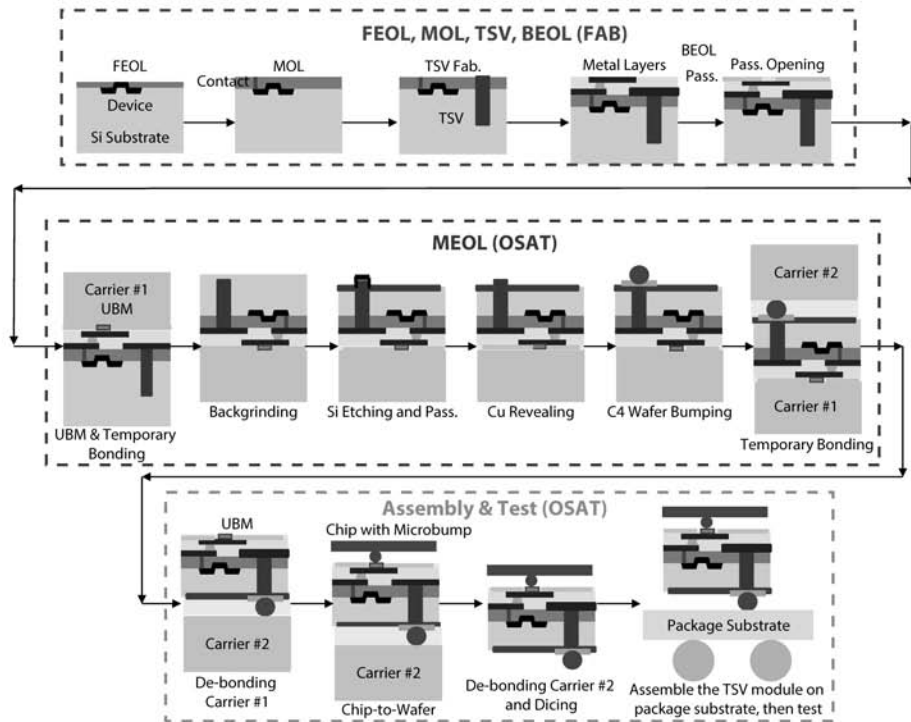 FEOL, MOL, TSV, BEOL (FAB)
FEOL
Contact
MOL
TSV Fab.
Metal Layers
BEOL
Pass.
Pass. Opening
Device
Si Substrate
TSV
MEOL (OSAT)
Carrier #1
UBM
Carrier #2
Carrier #1
UBM & Temporary
Bonding
Backgrinding
Si Etching and Pass.
Cu Revealing
C4 Wafer Bumping
Temporary Bonding
Assembly & Test (OSAT)
UBM
Chip with Microbump
Carrier #2
Carrier #2
Package Substrate
De-bonding
Carrier #1
Chip-to-Wafer
De-bonding Carrier #2
and Dicing
Assemble the TSV module on
package substrate, then test